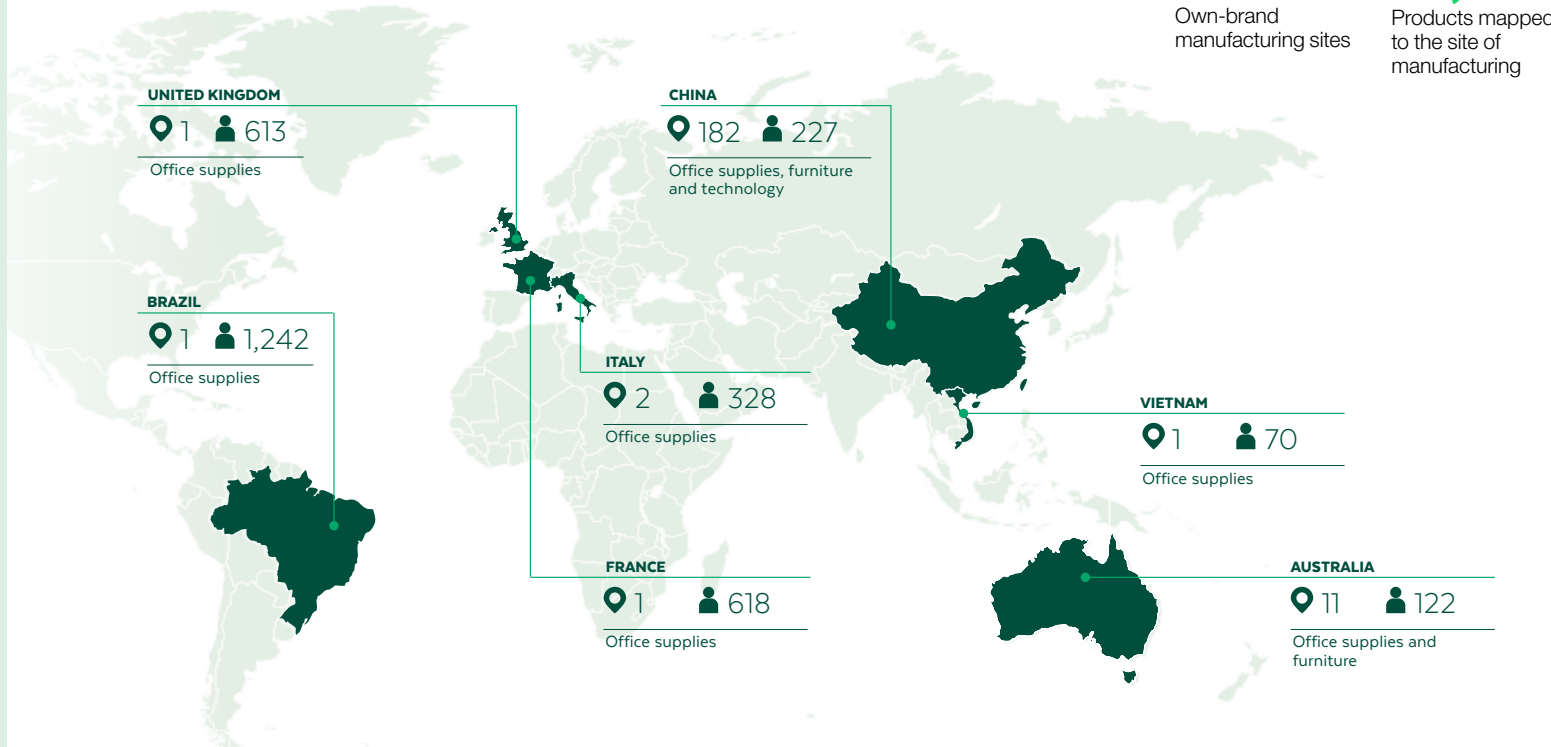 Own-brand
manufacturing sites
Products mapped
to the site of
manufacturing
UNITED KINGDOM
1 613
Office supplies
CHINA
182 227
Office supplies, furniture
and technology
BRAZIL
1 1,242
Office supplies
ITALY
2 328
Office supplies
VIETNAM
1 70
Office supplies
FRANCE
1 618
Office supplies
AUSTRALIA
11 122
Office supplies and
furniture